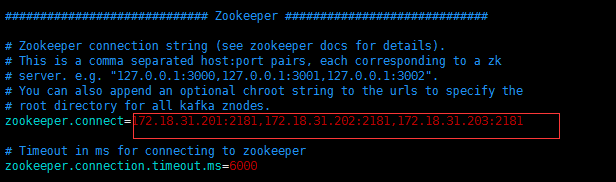 ############################# Zookeeper #############################
# Zookeeper connection string (see zookeeper docs for details).
# This is a comma separated host:port pairs, each corresponding to a zk
# server. e.g. "127.0.0.1:3000,127.0.0.1:3001,127.0.0.1:3002".
# You can also append an optional chroot string to the urls to specify the
# root directory for all kafka znodes.
zookeeper.connect=172.18.31.201:2181,172.18.31.202:2181,172.18.31.203:2181
# Timeout in ms for connecting to zookeeper
zookeeper.connection.timeout.ms=6000